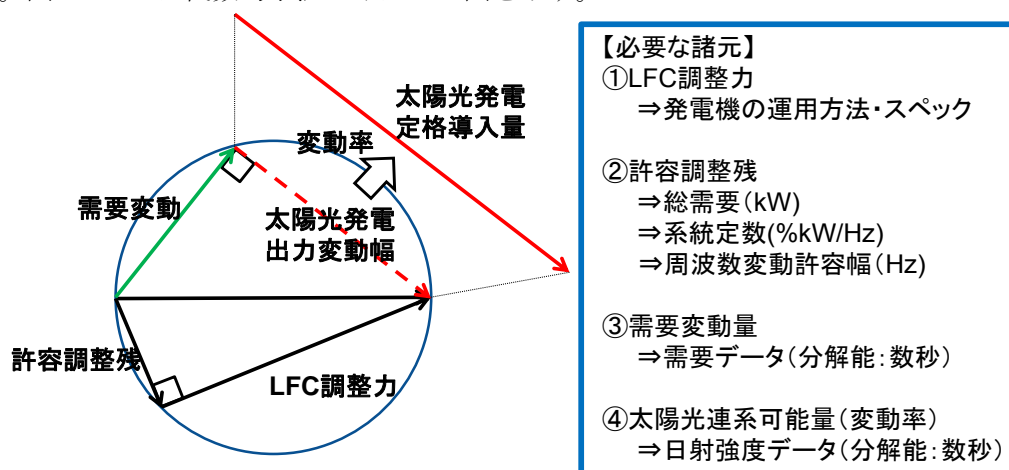 太陽光発電
定格導入量
変動率
需要変動
太陽光発電
出力変動幅
許容調整残
LFC調整力
【必要な諸元】
①LFC調整力
⇒発電機の運用方法・スペック
②許容調整残
⇒総需要(kW)
⇒系統定数(%kW/Hz)
⇒周波数変動許容幅(Hz)
③需要変動量
⇒需要データ(分解能:数秒)
④太陽光連系可能量(変動率)
⇒日射強度データ(分解能:数秒)